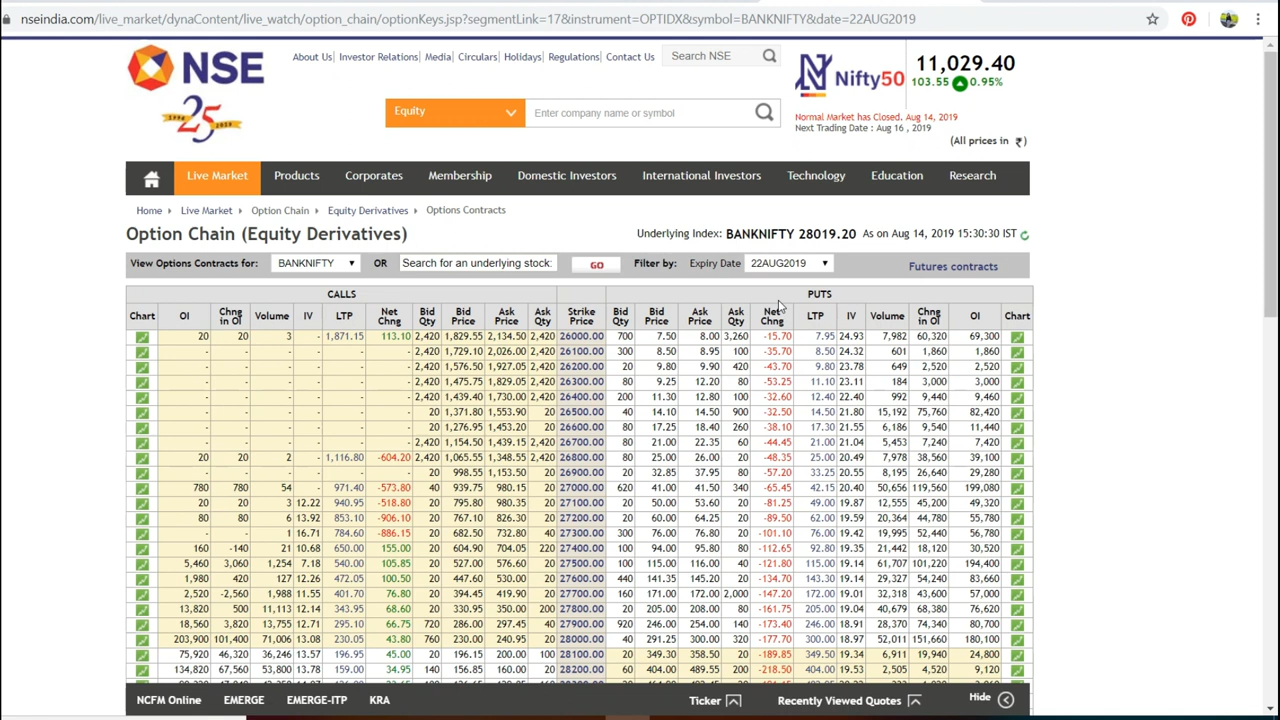 nseindia.com/live_market/dynaContent/live_watch/option_chain/optionKeys.jsp?segmentLink=17&instrument=OPTIDX&symbol=BANKNIFTY&date=22AUG2019
NSE
25
About Us Investor Relations Media Circulars Holidays Regulations Contact Us Search NSE
Nifty50 11,029.40
103.55 0.95%
Equity Enter company name or symbol
Normal Market has Closed. Aug 14, 2019
Next Trading Date : Aug 16 , 2019
(All prices in ₹)
Live Market Products Corporates Membership Domestic Investors International Investors Technology Education Research
Home Live Market Option Chain Equity Derivatives Options Contracts
Option Chain (Equity Derivatives) Underlying Index: BANKNIFTY 28019.20 As on Aug 14, 2019 15:30:30 IST
View Options Contracts for: BANKNIFTY OR Search for an underlying stock: GO Filter by: Expiry Date 22AUG2019 Futures contracts
CALLS PUTS
Chart OI Chng in OI Volume IV LTP Net Chng Bid Qty Bid Price Ask Price Ask Qty Strike Price Bid Qty Bid Price Ask Price Ask Qty Net Chng LTP IV Volume Chng in OI OI Chart
20 20 3 - 1,871.15 113.10 2,420 1,829.55 2,134.50 2,420 26000.00 700 7.50 8.00 3,260 -15.70 7.95 24.93 7,982 60,320 69,300
- - - - - - 2,420 1,729.10 2,026.00 2,420 26100.00 300 8.50 8.95 100 -35.70 8.50 24.32 601 1,860 1,860
- - - - - - 2,420 1,576.50 1,927.05 2,420 26200.00 20 9.80 9.90 420 -43.70 9.80 23.78 649 2,520 2,520
- - - - - - 2,420 1,475.75 1,829.05 2,420 26300.00 80 9.25 12.20 80 -53.25 11.10 23.11 184 3,000 3,000
- - - - - - 2,420 1,439.40 1,730.00 2,420 26400.00 200 11.30 12.80 100 -32.60 12.40 22.40 992 9,440 9,460
- - - - - - 20 1,371.80 1,553.90 20 26500.00 40 14.10 14.50 900 -32.50 14.50 21.80 15,192 75,760 82,420
- - - - - - 20 1,276.95 1,453.20 20 26600.00 80 17.25 18.40 260 -38.10 17.30 21.55 6,186 9,540 11,440
- - - - - - 2,420 1,154.50 1,439.15 2,420 26700.00 80 21.00 22.35 60 -44.45 21.00 21.04 5,453 7,240 7,420
20 20 2 - 1,116.80 -604.20 2,420 1,065.55 1,348.55 2,420 26800.00 80 25.00 26.00 20 -48.35 25.00 20.49 7,978 38,360 39,100
- - - - - - 20 998.55 1,153.50 20 26900.00 20 32.85 37.95 80 -57.20 33.25 20.55 8,195 26,640 29,280
780 780 54 - 971.40 -573.80 40 939.75 980.15 20 27000.00 620 41.00 41.50 340 -65.45 42.15 20.40 50,656 119,560 199,080
20 20 3 12.22 940.95 -518.80 20 795.80 980.35 20 27100.00 20 50.00 53.60 20 -81.25 49.00 19.87 12,555 45,200 49,320
80 80 6 13.92 853.10 -906.10 20 767.10 826.30 20 27200.00 20 60.00 64.25 20 -89.50 62.00 19.59 20,364 44,780 55,780
- - 1 16.71 784.60 -886.15 20 682.50 732.80 40 27300.00 300 76.00 76.80 20 -101.10 76.00 19.42 19,995 52,440 56,780
160 -140 21 10.68 650.00 155.00 20 604.90 704.05 220 27400.00 100 94.00 95.80 80 -112.65 92.80 19.35 21,442 18,120 30,520
5,460 3,060 1,254 7.18 540.00 105.85 20 527.00 576.60 20 27500.00 100 115.00 116.00 40 -121.80 115.00 19.14 61,707 101,220 194,400
1,980 420 127 12.26 472.05 100.50 20 447.60 530.00 20 27600.00 440 141.35 145.20 20 -134.70 143.30 19.14 29,327 54,240 83,660
2,520 -2,560 11,988 11.55 401.70 76.80 20 394.45 419.90 20 27700.00 160 171.00 172.00 2,000 -147.20 172.00 19.01 32,318 43,600 57,000
13,820 500 11,113 12.14 343.95 68.60 20 330.95 350.00 200 27800.00 20 205.00 208.00 80 -161.75 205.00 19.04 40,679 68,380 76,620
18,560 3,820 13,755 12.71 295.10 66.75 720 286.00 297.45 40 27900.00 920 246.00 254.00 140 -173.40 246.00 18.91 28,370 74,340 80,700
203,900 101,400 71,006 13.08 230.05 43.80 760 230.00 240.95 20 28000.00 40 291.25 300.00 320 -177.70 300.00 18.97 52,011 151,660 180,100
75,920 46,320 36,246 13.57 196.95 45.00 20 196.15 200.00 100 28100.00 20 349.30 358.50 20 -189.85 349.50 19.34 6,911 19,940 24,800
134,820 67,560 53,800 13.78 159.00 34.95 140 156.85 160.00 20 28200.00 60 404.00 489.55 200 -218.50 404.00 19.53 2,505 4,520 9,120
NCFM Online EMERGE EMERGE-ITP KRA Ticker Recently Viewed Quotes Hide